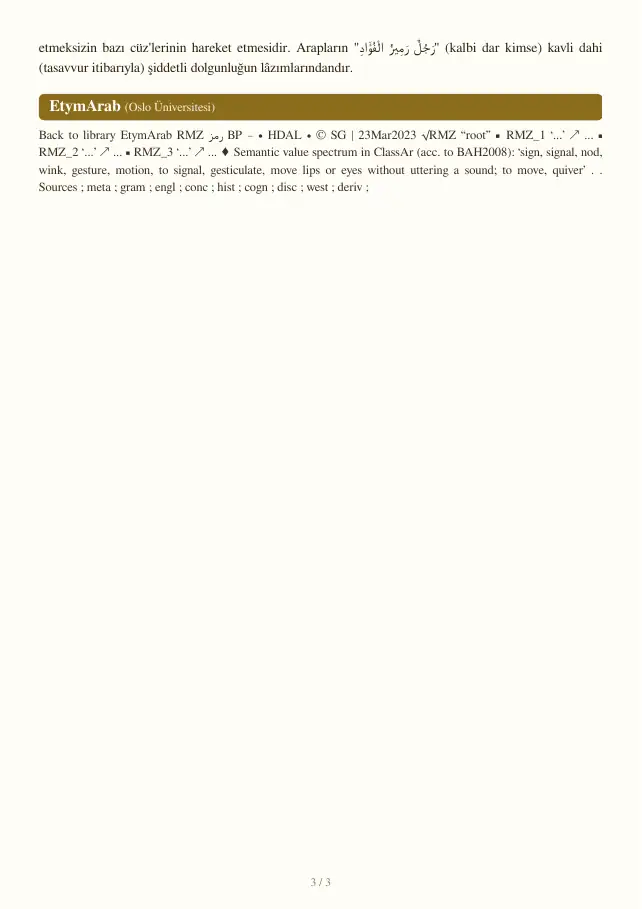 etmeksizin bazı cüz'lerinin hareket etmesidir. Arapların "رَجُلٌ رَمِيزُ الْفُؤَادِ" (kalbi dar kimse) kavli dahi
(tasavvur itibarıyla) şiddetli dolgunluğun lâzımlarındandır.
EtymArab (Oslo Üniversitesi)
Back to library EtymArab RMZ رمز BP – • HDAL • © SG | 23Mar2023 √RMZ “root” ▪ RMZ_1 ‘...’ ↗ ... ▪
RMZ_2 ‘...’ ↗ ... ▪ RMZ_3 ‘...’ ↗ ... ♦ Semantic value spectrum in ClassAr (acc. to BAH2008): ‘sign, signal, nod,
wink, gesture, motion, to signal, gesticulate, move lips or eyes without uttering a sound; to move, quiver’ . .
Sources ; meta ; gram ; engl ; conc ; hist ; cogn ; disc ; west ; deriv ;
3 / 3